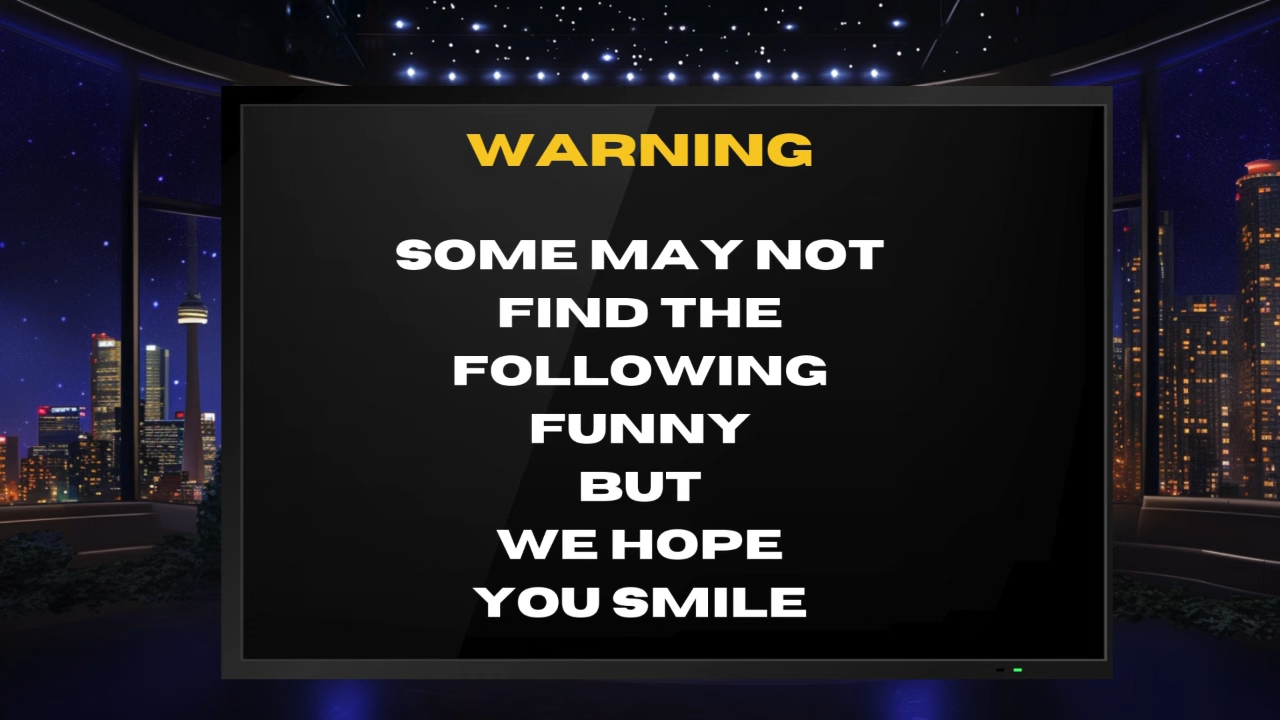 WARNING
SOME MAY NOT
FIND THE
FOLLOWING
FUNNY
BUT
WE HOPE
YOU SMILE